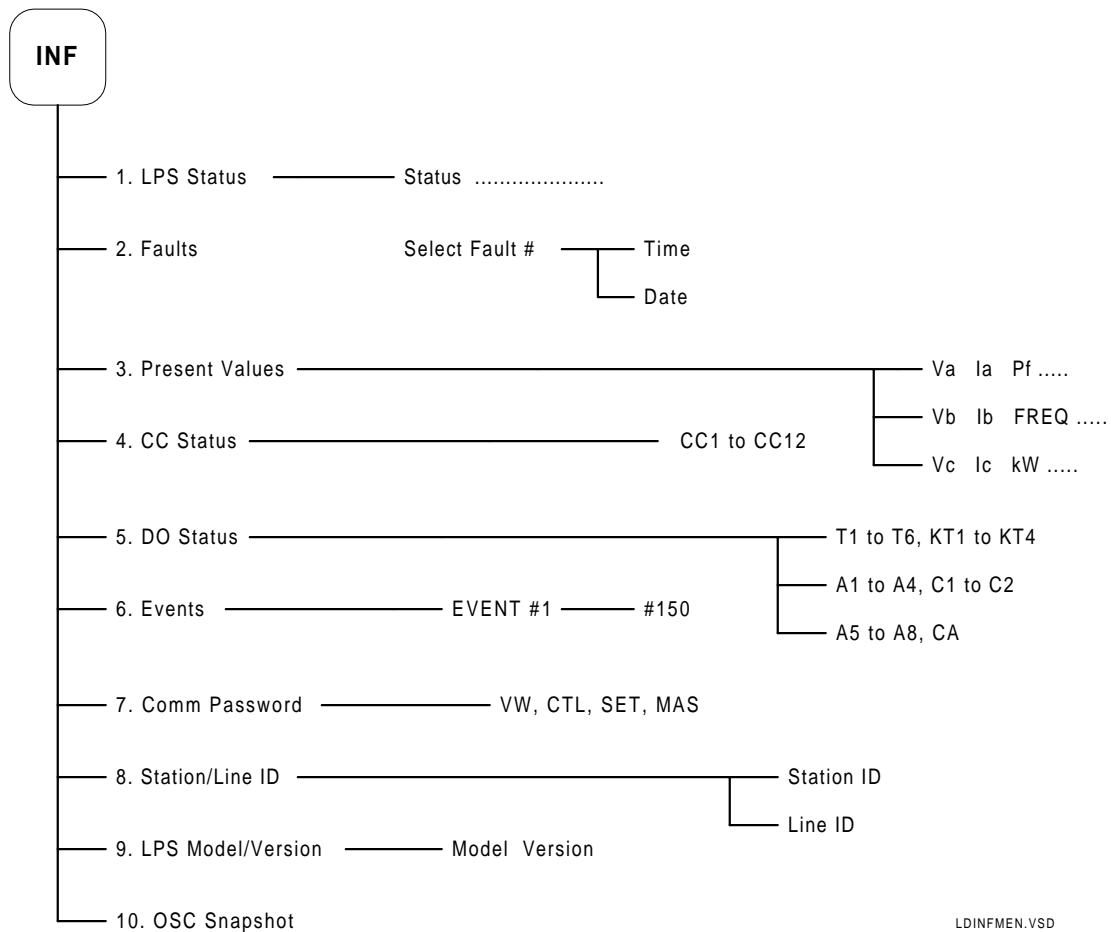 INF
1. LPS Status Status .....................
2. Faults Select Fault # Time
Date
3. Present Values Va Ia Pf .....
Vb Ib FREQ .....
4. CC Status CC1 to CC12
Vc Ic kW .....
5. DO Status T1 to T6, KT1 to KT4
A1 to A4, C1 to C2
6. Events EVENT #1 #150
A5 to A8, CA
7. Comm Password VW, CTL, SET, MAS
8. Station/Line ID Station ID
Line ID
9. LPS Model/Version Model Version
10. OSC Snapshot
LDINFMEN.VSD